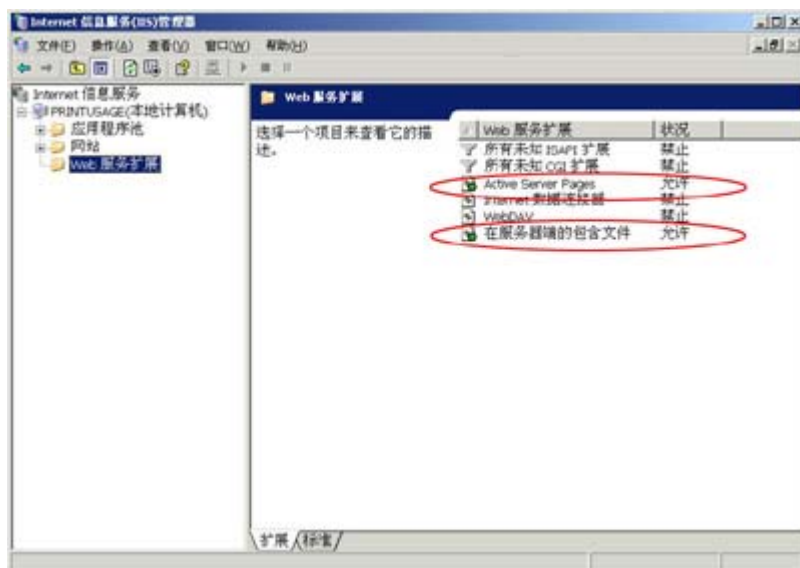 Internet 信息服务(IIS)管理器
文件(F) 操作(A) 查看(V) 窗口(W) 帮助(H)
Internet 信息服务
PRINTUSAGE(本地计算机)
应用程序池
网站
Web 服务扩展
Web 服务扩展
选择一个项目来查看它的描述。
Web 服务扩展 状况
所有未知 ISAPI 扩展 禁止
所有未知 CGI 扩展 禁止
Active Server Pages 允许
Internet 数据连接器 禁止
WebDAV 禁止
在服务器端的包含文件 允许
扩展 标准